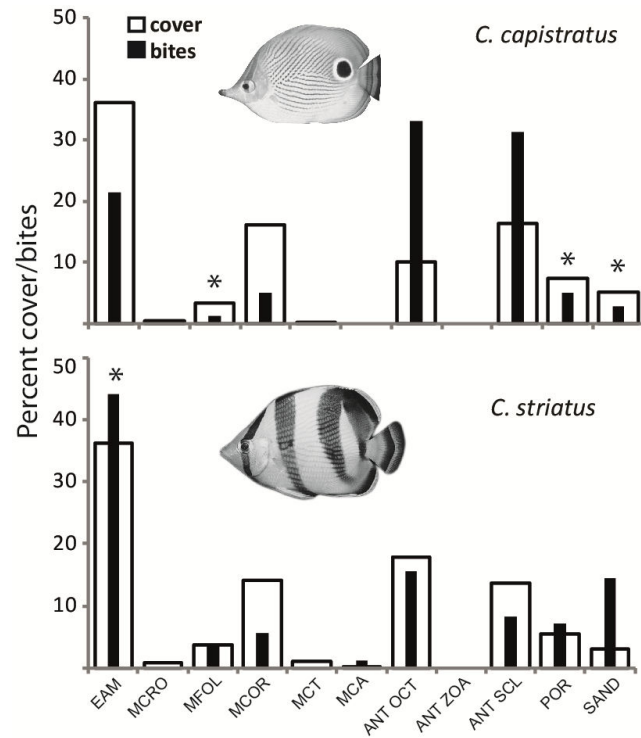 cover
bites
C. capistratus
50
40
30
20
10
*
*
*
Percent cover/bites
50
40
30
20
10
*
C. striatus
EAM
MCRO
MFOL
MCOR
MCT
MCA
ANT OCT
ANT ZOA
ANT SCL
POR
SAND